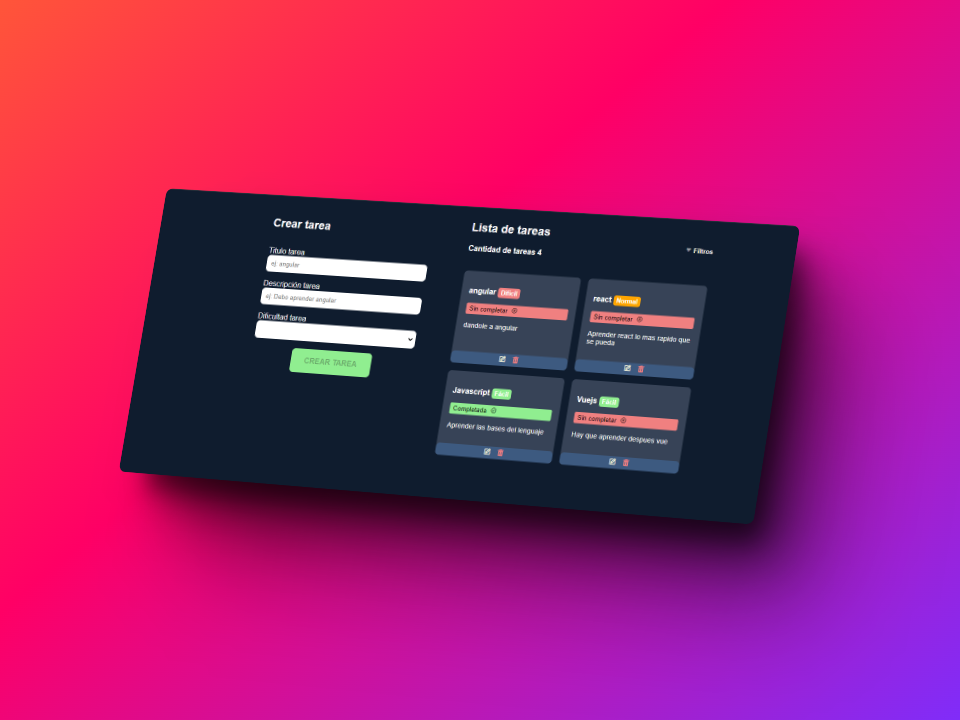 Crear tarea
Titulo tarea
ej. angular
Descripción tarea
ej. Debo aprender angular
Dificultad tarea
CREAR TAREA
Lista de tareas
Cantidad de tareas 4
Filtros
angular Dificil
Sin completar
dandole a angular
react Normal
Sin completar
Aprender react lo mas rapido que
se pueda
Javascript Fácil
Completada
Aprender las bases del lenguaje
Vuejs Fácil
Sin completar
Hay que aprender despues vue